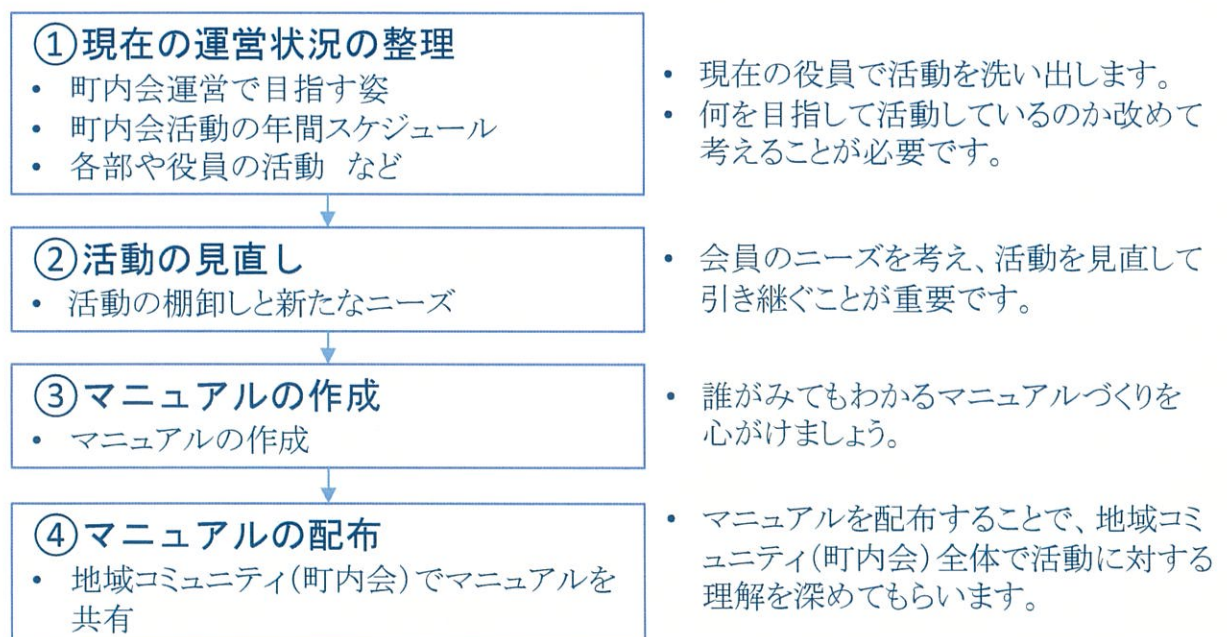 ①現在の運営状況の整理
• 町内会運営で目指す姿
• 町内会活動の年間スケジュール
• 各部や役員の活動 など
• 現在の役員で活動を洗い出します。
• 何を目指して活動しているのか改めて
考えることが必要です。
②活動の見直し
• 活動の棚卸しと新たなニーズ
• 会員のニーズを考え、活動を見直して
引き継ぐことが重要です。
③マニュアルの作成
• マニュアルの作成
• 誰がみてもわかるマニュアルづくりを
心がけましょう。
④マニュアルの配布
• 地域コミュニティ(町内会)でマニュアルを
共有
• マニュアルを配布することで、地域コミ
ュニティ(町内会)全体で活動に対する
理解を深めてもらいます。